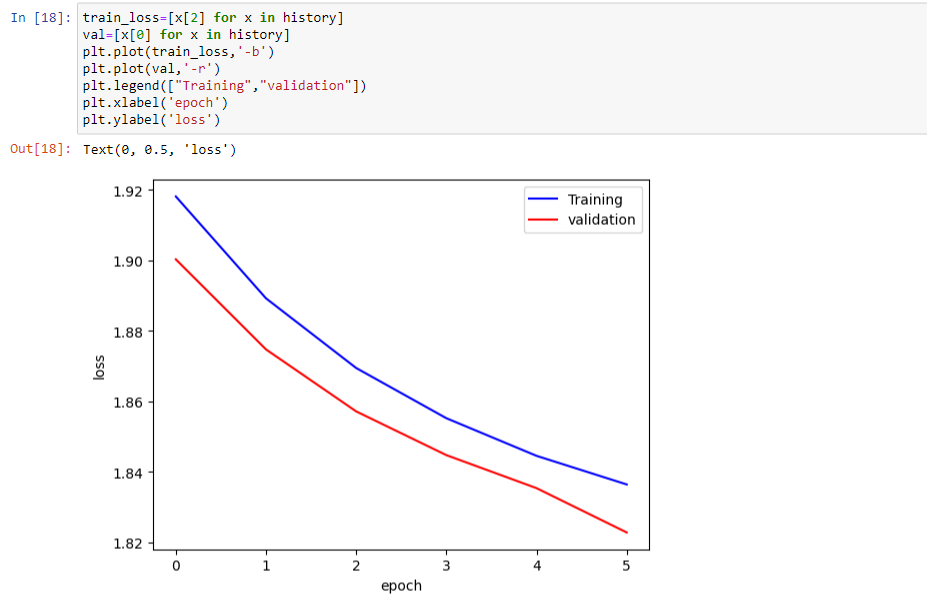 In [18]: train_loss=[x[2] for x in history]
val=[x[0] for x in history]
plt.plot(train_loss,'-b')
plt.plot(val,'-r')
plt.legend(["Training","validation"])
plt.xlabel('epoch')
plt.ylabel('loss')
Out[18]: Text(0, 0.5, 'loss')
Training
validation
1.92
1.90
1.88
1.86
1.84
1.82
loss
0 1 2 3 4 5
epoch